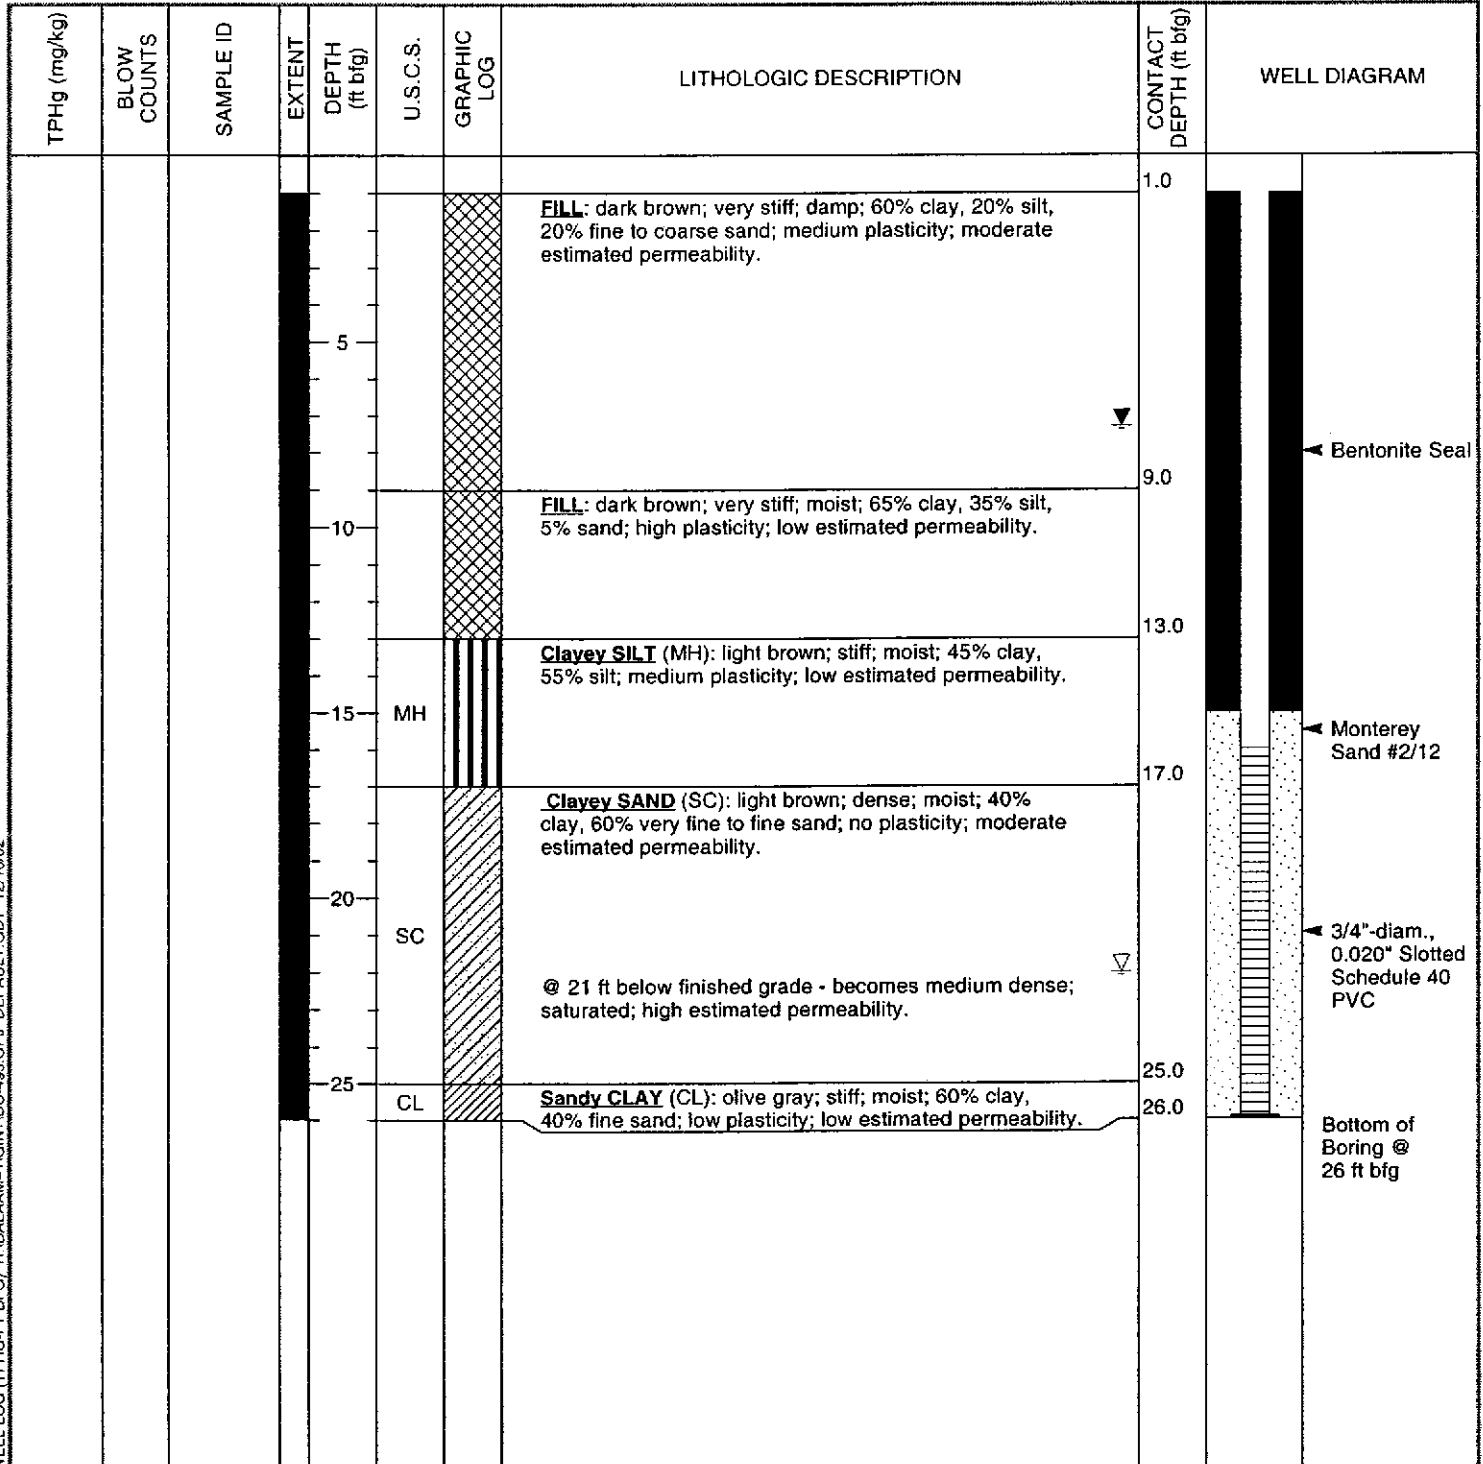 TPHg (mg/kg)
BLOW
COUNTS
SAMPLE ID
EXTENT
DEPTH
(ft bfg)
U.S.C.S.
GRAPHIC
LOG
LITHOLOGIC DESCRIPTION
CONTACT
DEPTH (ft bfg)
WELL DIAGRAM
1.0
FILL: dark brown; very stiff; damp; 60% clay, 20% silt,
20% fine to coarse sand; medium plasticity; moderate
estimated permeability.
5
Bentonite Seal
9.0
FILL: dark brown; very stiff; moist; 65% clay, 35% silt,
5% sand; high plasticity; low estimated permeability.
10
13.0
Clayey SILT (MH): light brown; stiff; moist; 45% clay,
55% silt; medium plasticity; low estimated permeability.
15
MH
Monterey
Sand #2/12
17.0
Clayey SAND (SC): light brown; dense; moist; 40%
clay, 60% very fine to fine sand; no plasticity; moderate
estimated permeability.
20
SC
3/4"-diam.,
0.020" Slotted
Schedule 40
PVC
@ 21 ft below finished grade - becomes medium dense;
saturated; high estimated permeability.
25
25.0
CL
Sandy CLAY (CL): olive gray; stiff; moist; 60% clay,
40% fine sand; low plasticity; low estimated permeability.
26.0
Bottom of
Boring @
26 ft bfg